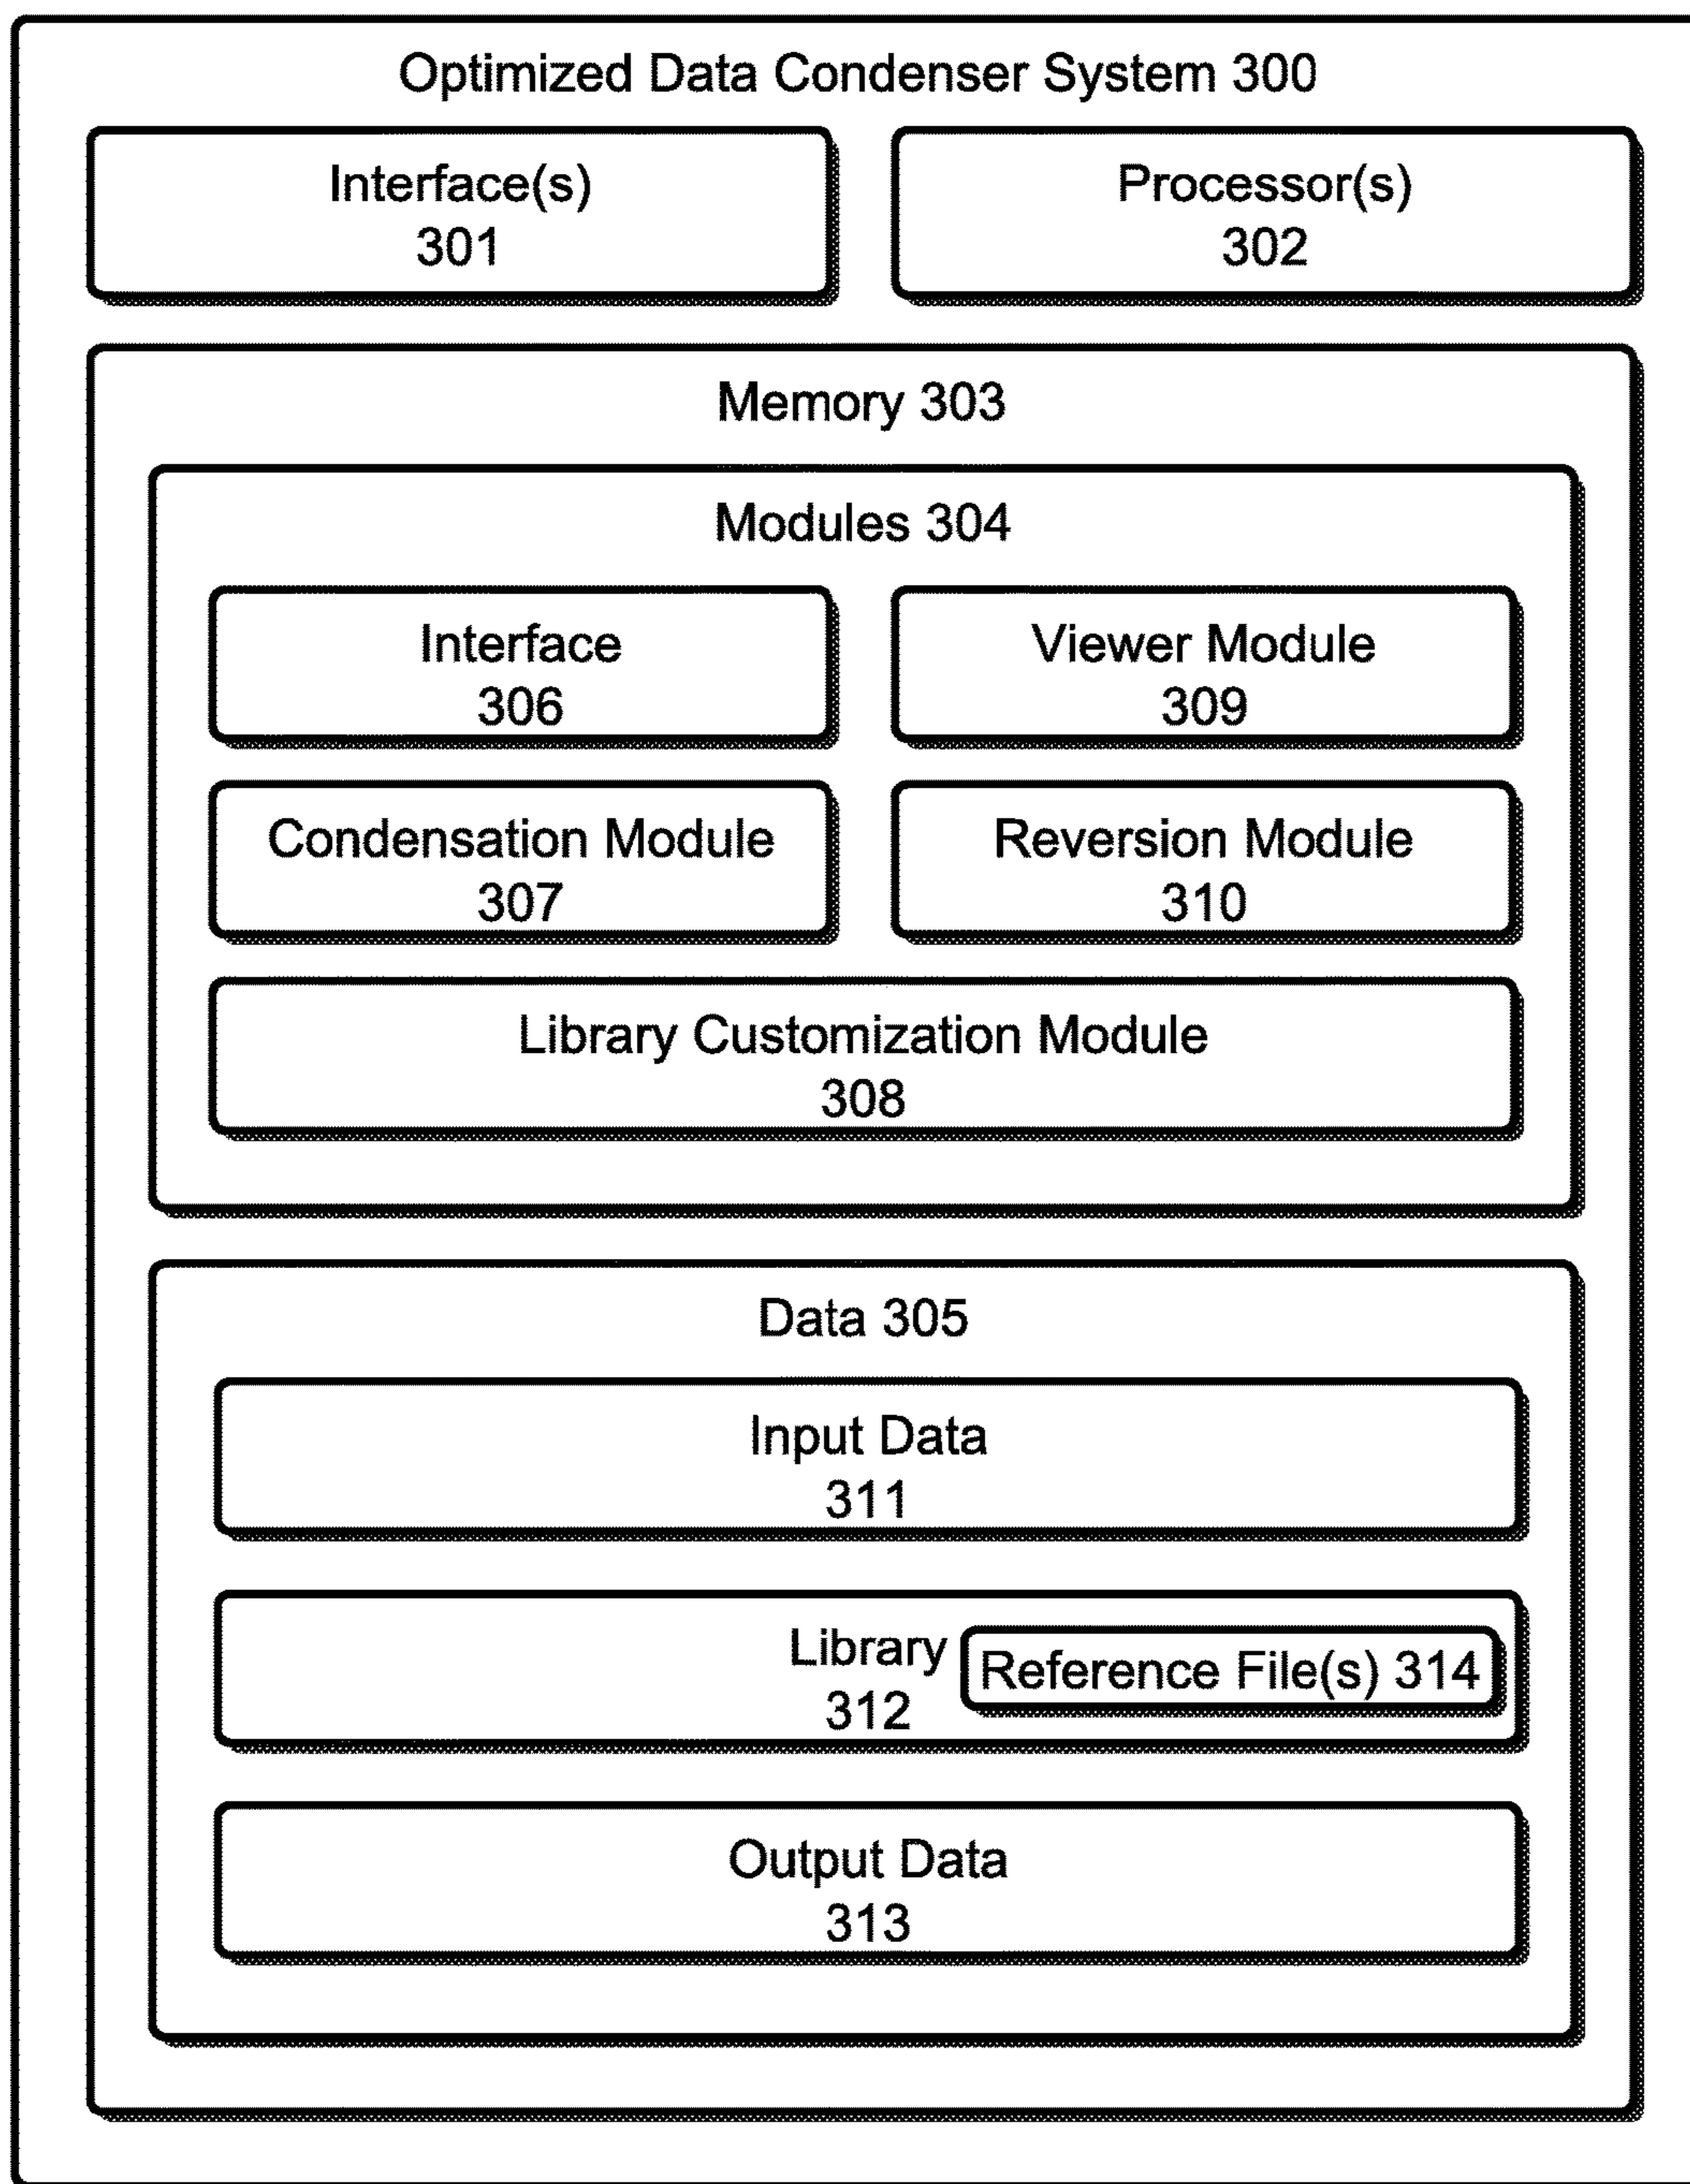 Optimized Data Condenser System 300
Interface(s)
301
Processor(s)
302
Memory 303
Modules 304
Interface
306
Viewer Module
309
Condensation Module
307
Reversion Module
310
Library Customization Module
308
Data 305
Input Data
311
Library
312
Reference File(s) 314
Output Data
313